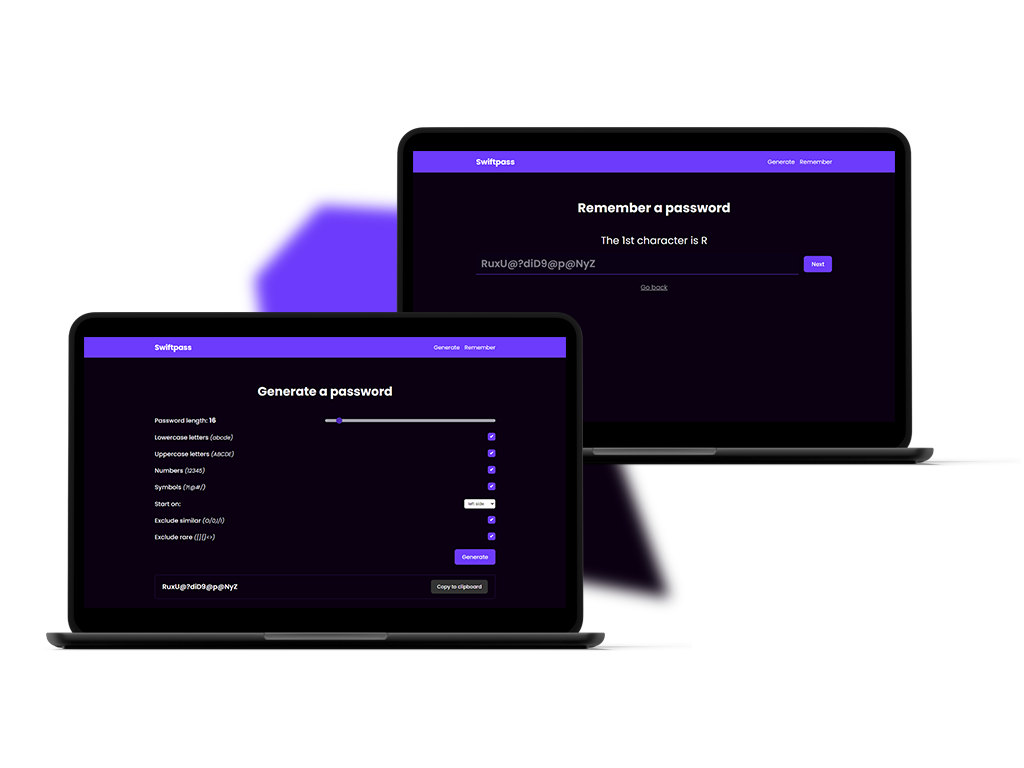 Swiftpass
Generate Remember
Remember a password
The 1st character is R
RuxU@?diD9@p@NyZ
Next
Go back
Swiftpass
Generate Remember
Generate a password
Password length: 16
Lowercase letters (abcde)
Uppercase letters (ABCDE)
Numbers (12345)
Symbols (?!@#/)
Start on: left side
Exclude similar (O/0,I/l)
Exclude rare ([]{}<>)
Generate
RuxU@?diD9@p@NyZ
Copy to clipboard